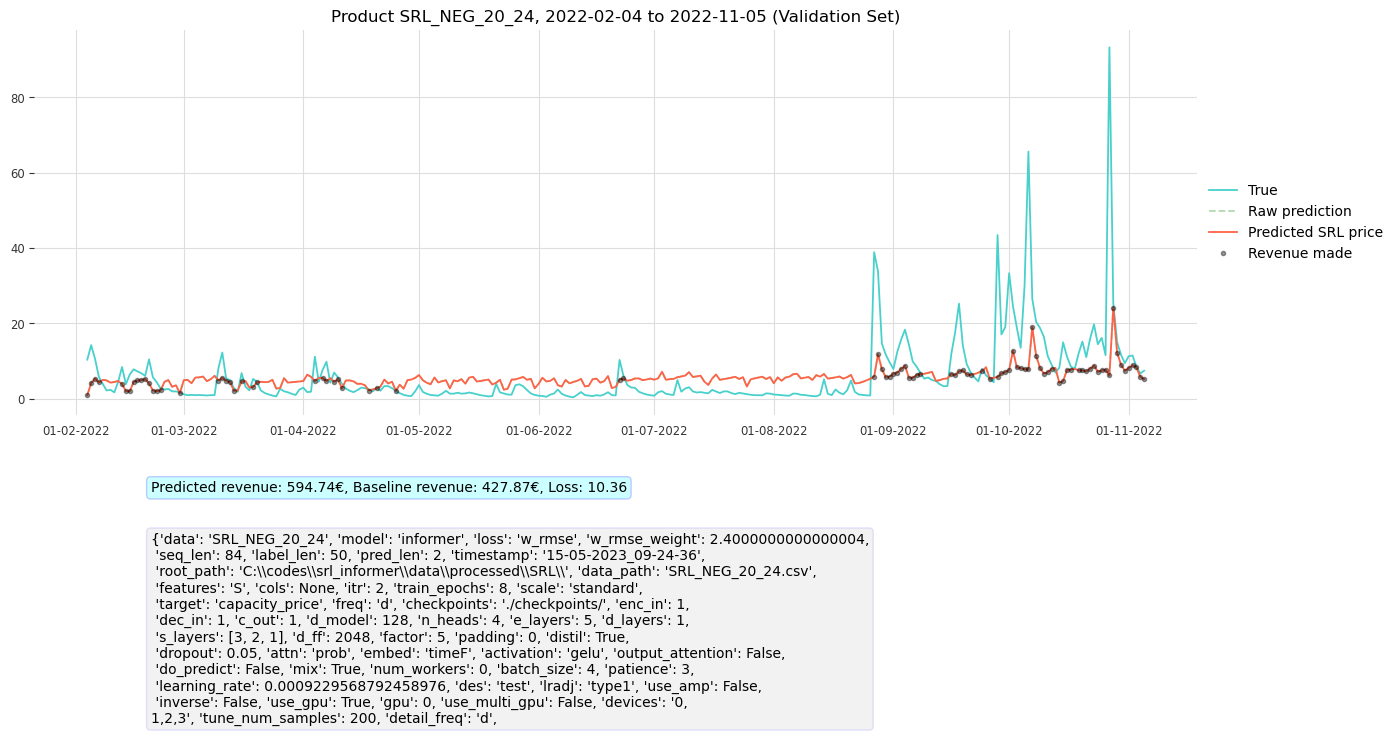 Product SRL_NEG_20_24, 2022-02-04 to 2022-11-05 (Validation Set)
80
60
40
20
0
01-02-2022 01-03-2022 01-04-2022 01-05-2022 01-06-2022 01-07-2022 01-08-2022 01-09-2022 01-10-2022 01-11-2022
True
Raw prediction
Predicted SRL price
Revenue made
Predicted revenue: 594.74€, Baseline revenue: 427.87€, Loss: 10.36
{'data': 'SRL_NEG_20_24', 'model': 'informer', 'loss': 'w_rmse', 'w_rmse_weight': 2.4000000000000004,
'seq_len': 84, 'label_len': 50, 'pred_len': 2, 'timestamp': '15-05-2023_09-24-36',
'root_path': 'C:\\codes\\srl_informer\\data\\processed\\SRL\\', 'data_path': 'SRL_NEG_20_24.csv',
'features': 'S', 'cols': None, 'itr': 2, 'train_epochs': 8, 'scale': 'standard',
'target': 'capacity_price', 'freq': 'd', 'checkpoints': './checkpoints/', 'enc_in': 1,
'dec_in': 1, 'c_out': 1, 'd_model': 128, 'n_heads': 4, 'e_layers': 5, 'd_layers': 1,
's_layers': [3, 2, 1], 'd_ff': 2048, 'factor': 5, 'padding': 0, 'distil': True,
'dropout': 0.05, 'attn': 'prob', 'embed': 'timeF', 'activation': 'gelu', 'output_attention': False,
'do_predict': False, 'mix': True, 'num_workers': 0, 'batch_size': 4, 'patience': 3,
'learning_rate': 0.0009229568792458976, 'des': 'test', 'lradj': 'type1', 'use_amp': False,
'inverse': False, 'use_gpu': True, 'gpu': 0, 'use_multi_gpu': False, 'devices': '0,
1,2,3', 'tune_num_samples': 200, 'detail_freq': 'd',